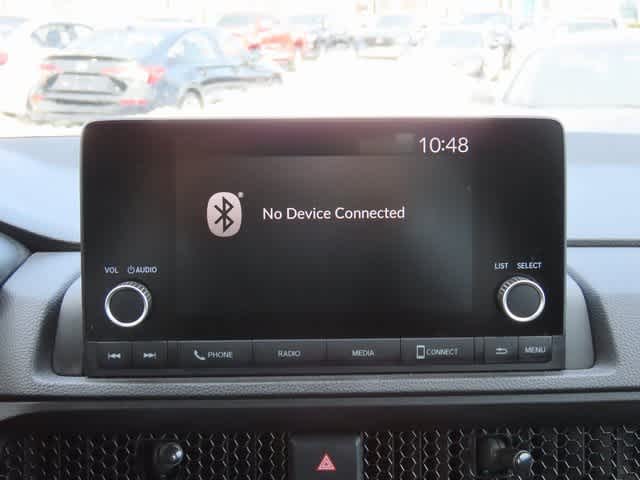 10:48
®
No Device Connected
VOL AUDIO
LIST SELECT
PHONE RADIO MEDIA CONNECT MENU